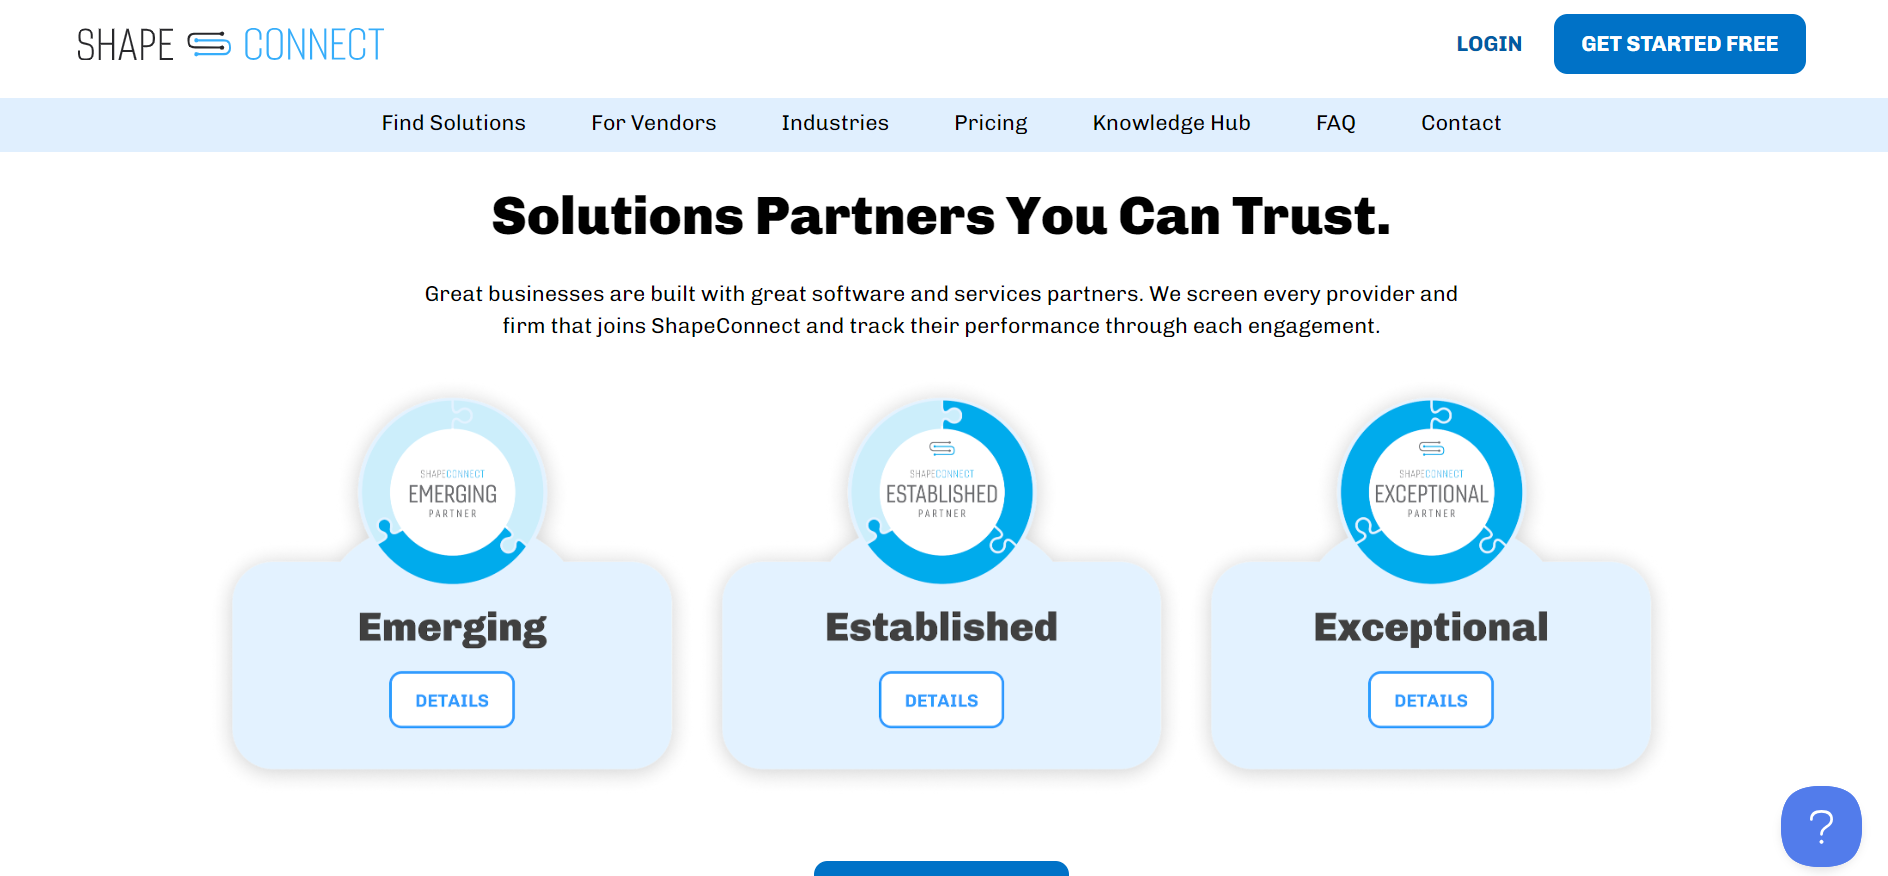 SHAPE CONNECT
LOGIN
GET STARTED FREE
Find Solutions
For Vendors
Industries
Pricing
Knowledge Hub
FAQ
Contact
Solutions Partners You Can Trust.
Great businesses are built with great software and services partners. We screen every provider and
firm that joins ShapeConnect and track their performance through each engagement.
SHAPECONNECT
EMERGING
PARTNER
Emerging
DETAILS
SHAPECONNECT
ESTABLISHED
PARTNER
Established
DETAILS
SHAPECONNECT
EXCEPTIONAL
PARTNER
Exceptional
DETAILS
?